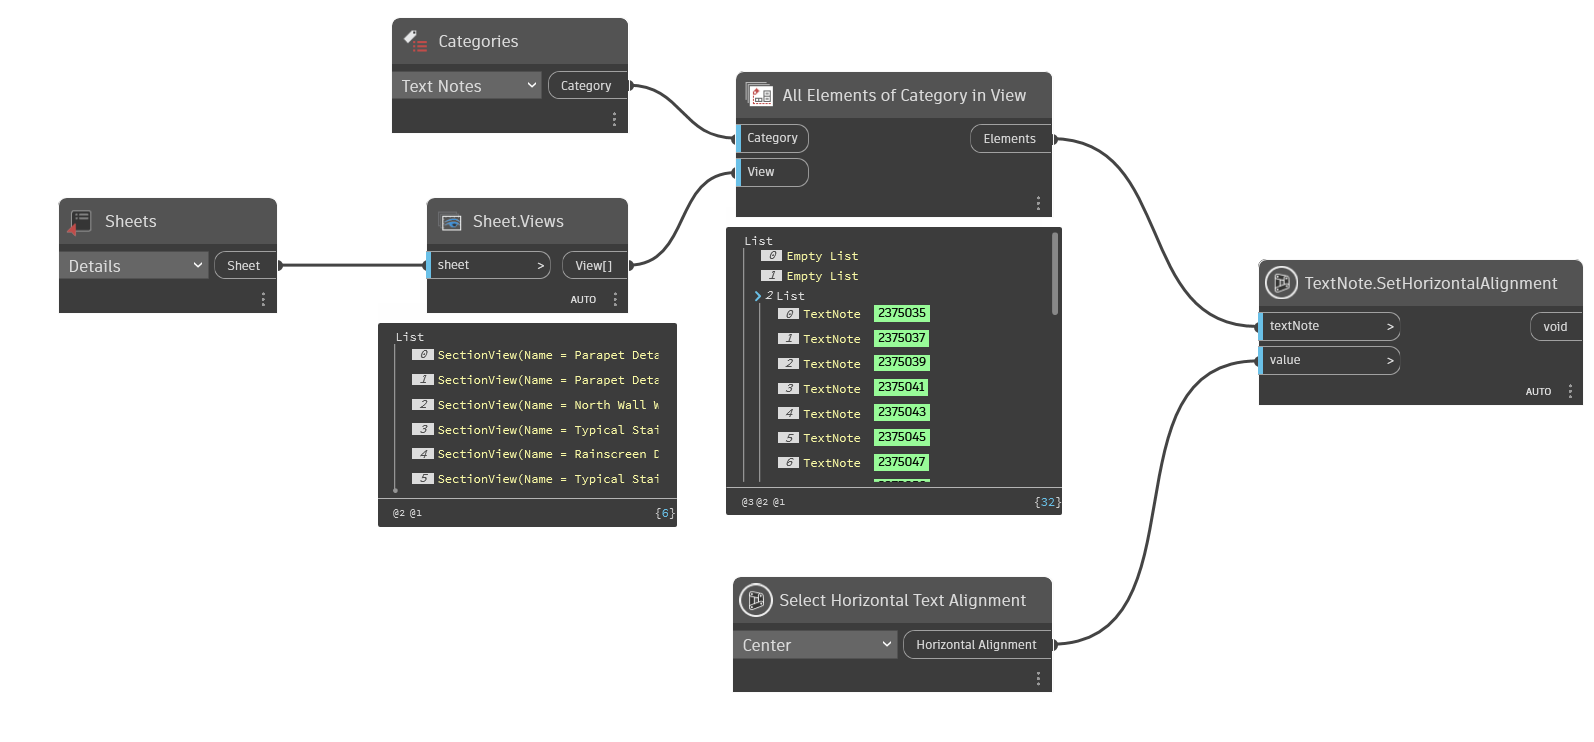 Categories
Text Notes
Category
Sheets
Details
Sheet
Sheet.Views
sheet >
View[]
AUTO
List
0 SectionView(Name = Parapet Deta
1 SectionView(Name = Parapet Deta
2 SectionView(Name = North Wall W
3 SectionView(Name = Typical Stai
4 SectionView(Name = Rainscreen D
5 SectionView(Name = Typical Stai
@2 @1 {6}
All Elements of Category in View
Category
Elements
View
List
0 Empty List
1 Empty List
2 List
0 TextNote 2375035
1 TextNote 2375037
2 TextNote 2375039
3 TextNote 2375041
4 TextNote 2375043
5 TextNote 2375045
6 TextNote 2375047
@3 @2 @1 {32}
Select Horizontal Text Alignment
Center
Horizontal Alignment
TextNote.SetHorizontalAlignment
textNote >
void
value >
AUTO